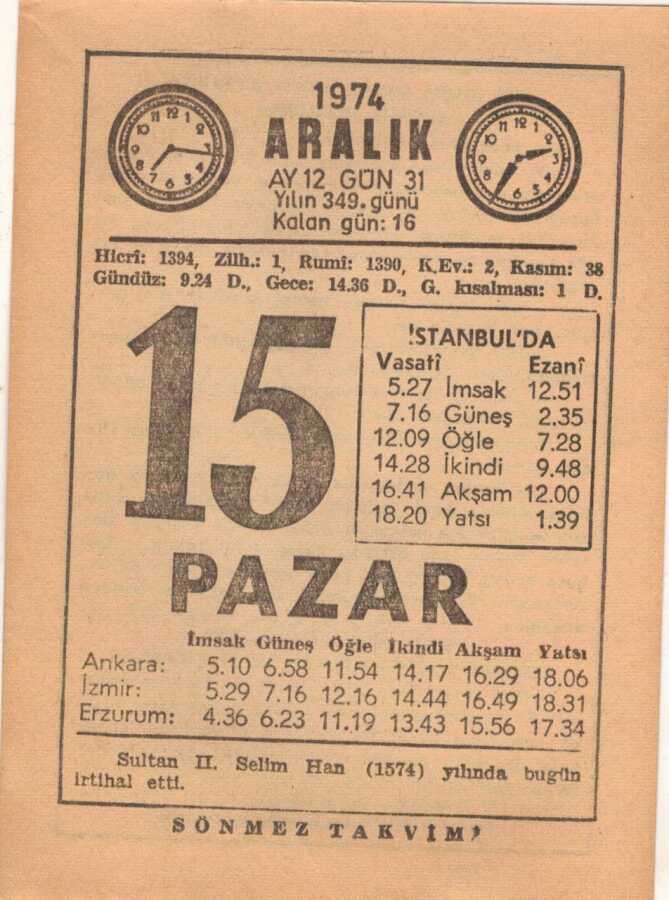 1974
ARALIK
AY 12 GÜN 31
Yılın 349. günü
Kalan gün: 16
Hicrî: 1394, Zilh.: 1, Rumî: 1390, K.Ev.: 2, Kasım: 38
Gündüz: 9.24 D., Gece: 14.36 D., G. kısalması: 1 D.
15
İSTANBUL'DA
Vasatî Ezanî
5.27 İmsak 12.51
7.16 Güneş 2.35
12.09 Öğle 7.28
14.28 İkindi 9.48
16.41 Akşam 12.00
18.20 Yatsı 1.39
PAZAR
İmsak Güneş Öğle İkindi Akşam Yatsı
Ankara: 5.10 6.58 11.54 14.17 16.29 18.06
İzmir: 5.29 7.16 12.16 14.44 16.49 18.31
Erzurum: 4.36 6.23 11.19 13.43 15.56 17.34
Sultan II. Selim Han (1574) yılında bugün
irtihal etti.
SÖNMEZ TAKVİMİ